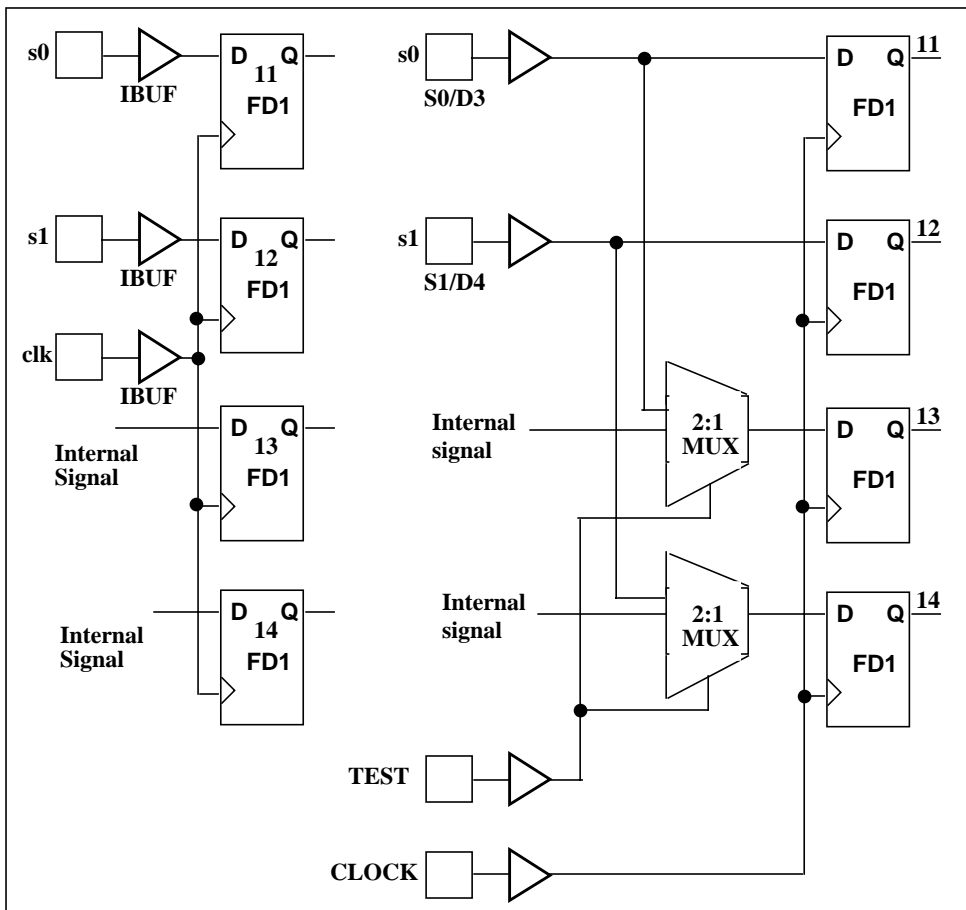 s0
IBUF
D Q
11
FD1
s1
IBUF
D Q
12
FD1
clk
IBUF
Internal
Signal
D Q
13
FD1
Internal
Signal
D Q
14
FD1
s0
S0/D3
D Q
FD1
11
s1
S1/D4
D Q
FD1
12
Internal
signal
2:1
MUX
D Q
FD1
13
Internal
signal
2:1
MUX
D Q
FD1
14
TEST
CLOCK